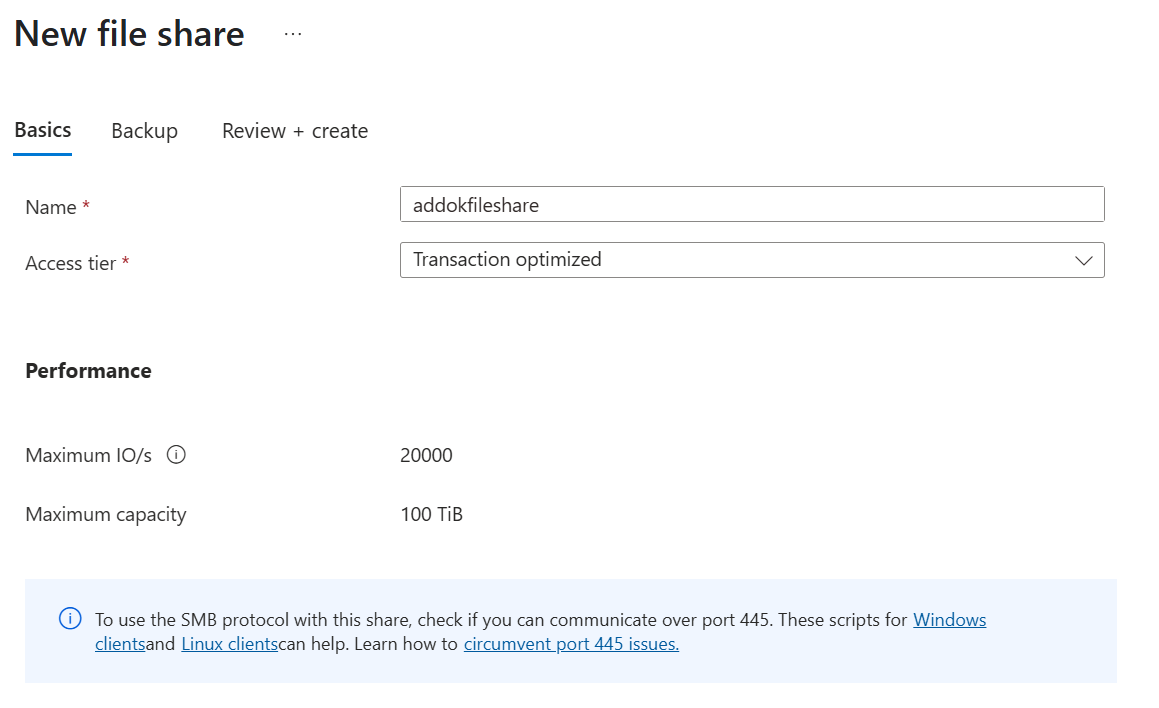 New file share ...
Basics Backup Review + create
Name * addokfileshare
Access tier * Transaction optimized
Performance
Maximum IO/s 20000
Maximum capacity 100 TiB
To use the SMB protocol with this share, check if you can communicate over port 445. These scripts for Windows
clientsand Linux clientscan help. Learn how to circumvent port 445 issues.